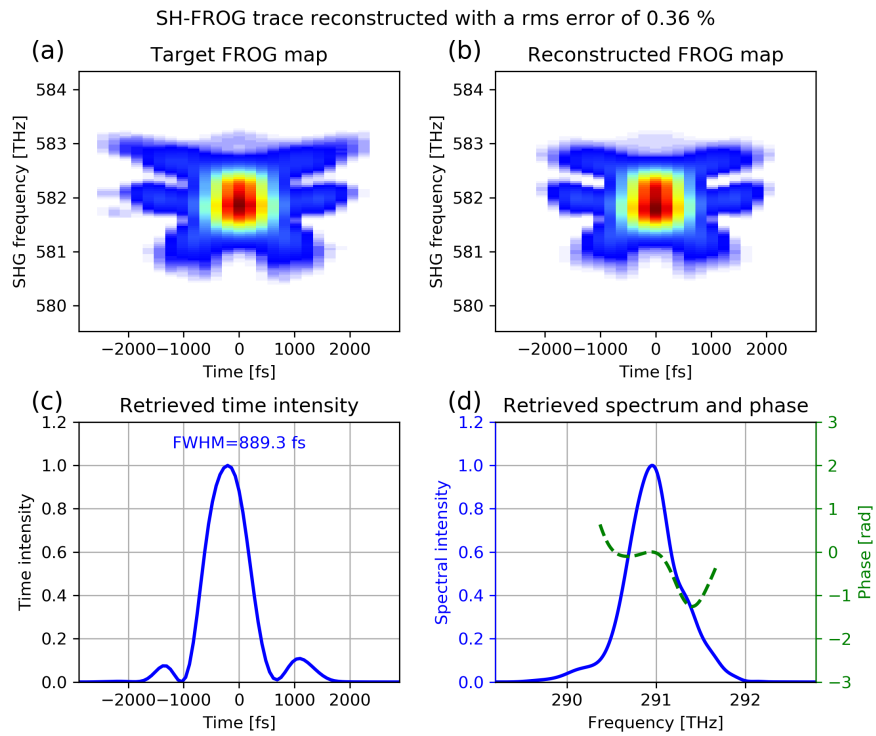 SH-FROG trace reconstructed with a rms error of 0.36 %
(a)
Target FROG map
584
583
582
581
580
SHG frequency [THz]
−2000 −1000 0 1000 2000
Time [fs]
(b)
Reconstructed FROG map
584
583
582
581
580
SHG frequency [THz]
−2000 −1000 0 1000 2000
Time [fs]
(c)
Retrieved time intensity
FWHM=889.3 fs
1.2
1.0
0.8
0.6
0.4
0.2
0.0
Time intensity
−2000 −1000 0 1000 2000
Time [fs]
(d)
Retrieved spectrum and phase
1.2
1.0
0.8
0.6
0.4
0.2
0.0
Spectral intensity
3
2
1
0
−1
−2
−3
Phase [rad]
290 291 292
Frequency [THz]